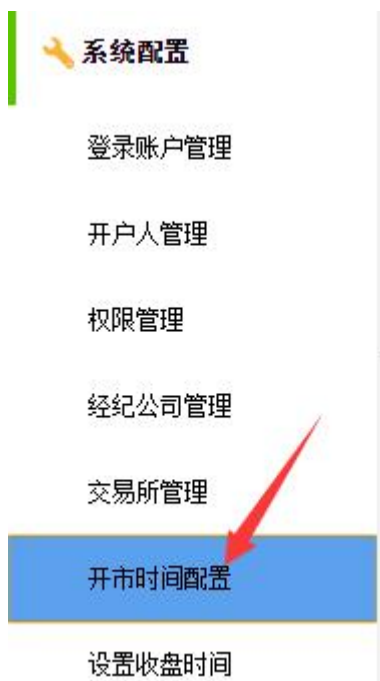 系统配置
登录账户管理
开户人管理
权限管理
经纪公司管理
交易所管理
开市时间配置
设置收盘时间